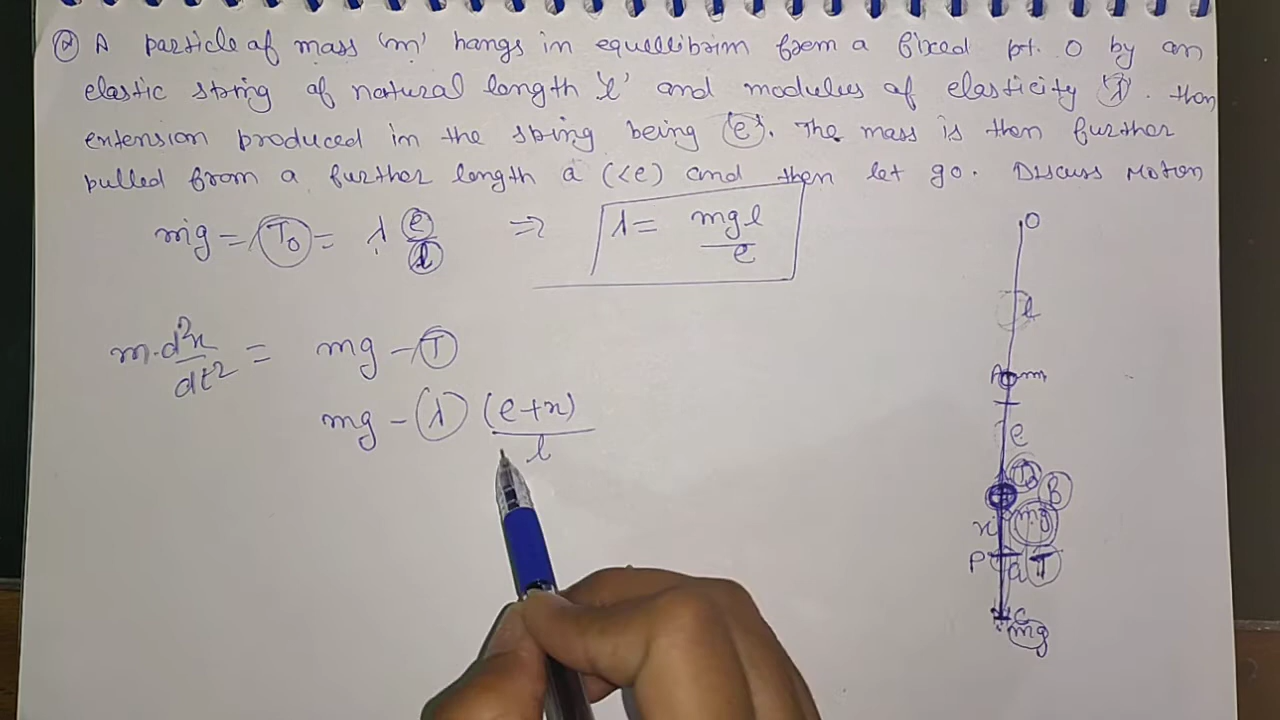 Q A particle of mass 'm' hangs in equellibrim from a fixed pt. O by an
elastic string of natural length 'l' and modulus of elasticity 'λ'. then
extension produced in the string being 'e'. The mass is then further
pulled from a further length a (<e) and then let go. Discuss Motion
mg = T₀ = λ e/l ⇒ λ = mgl/e
m. d²x/dt² = mg - T
mg - λ (e+x)/l
O
l
A m
e
B
mg
x
P a T
C
mg